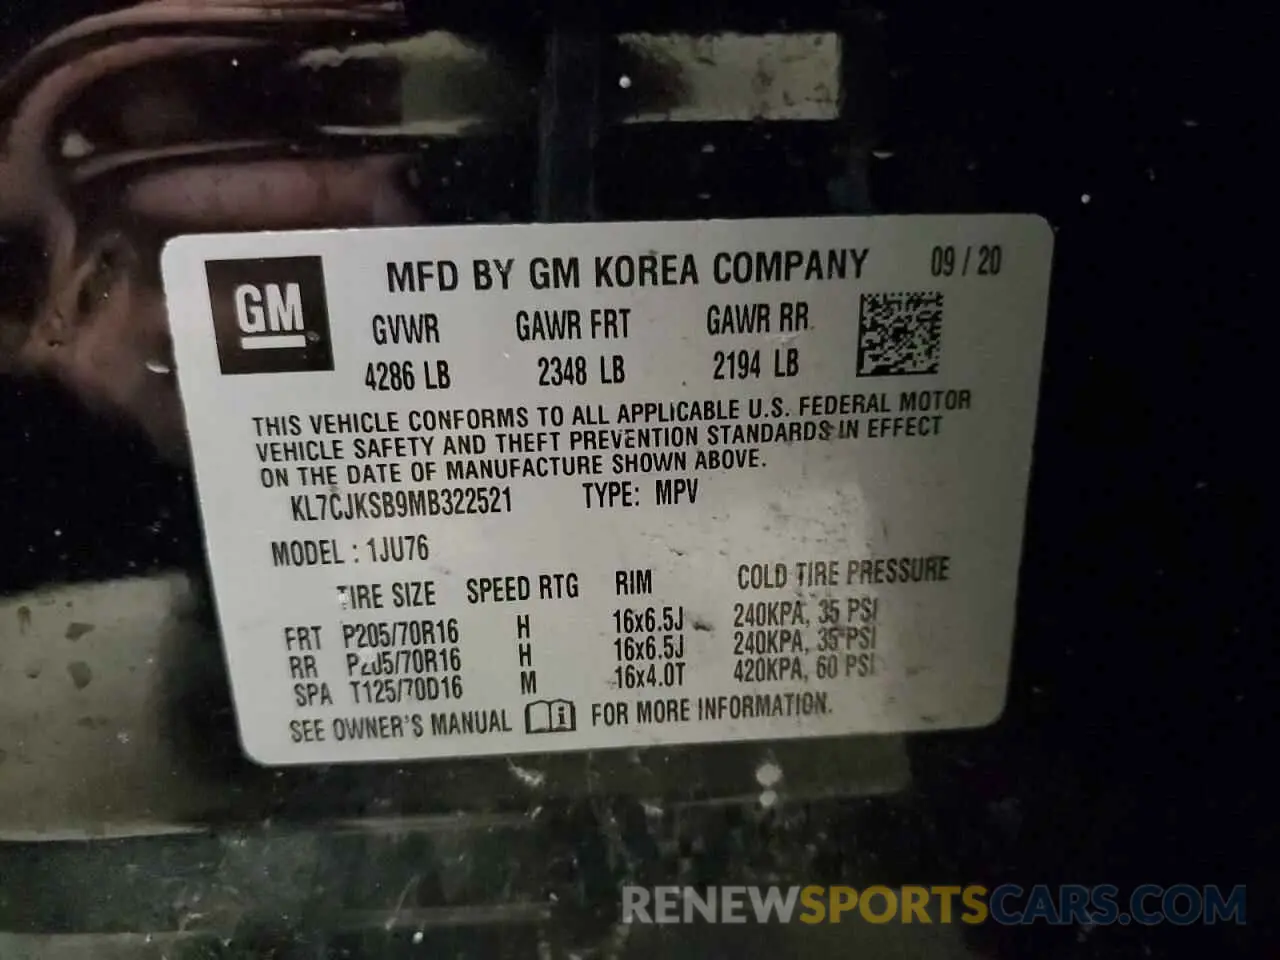 GM
MFD BY GM KOREA COMPANY 09 / 20
GVWR GAWR FRT GAWR RR
4286 LB 2348 LB 2194 LB
THIS VEHICLE CONFORMS TO ALL APPLICABLE U.S. FEDERAL MOTOR
VEHICLE SAFETY AND THEFT PREVENTION STANDARDS IN EFFECT
ON THE DATE OF MANUFACTURE SHOWN ABOVE.
KL7CJKSB9MB322521 TYPE: MPV
MODEL : 1JU76
TIRE SIZE SPEED RTG RIM COLD TIRE PRESSURE
FRT P205/70R16 H 16x6.5J 240KPA, 35 PSI
RR P205/70R16 H 16x6.5J 240KPA, 35 PSI
SPA T125/70D16 M 16x4.0T 420KPA, 60 PSI
SEE OWNER'S MANUAL i FOR MORE INFORMATION.
RENEWSPORTSCARS.COM